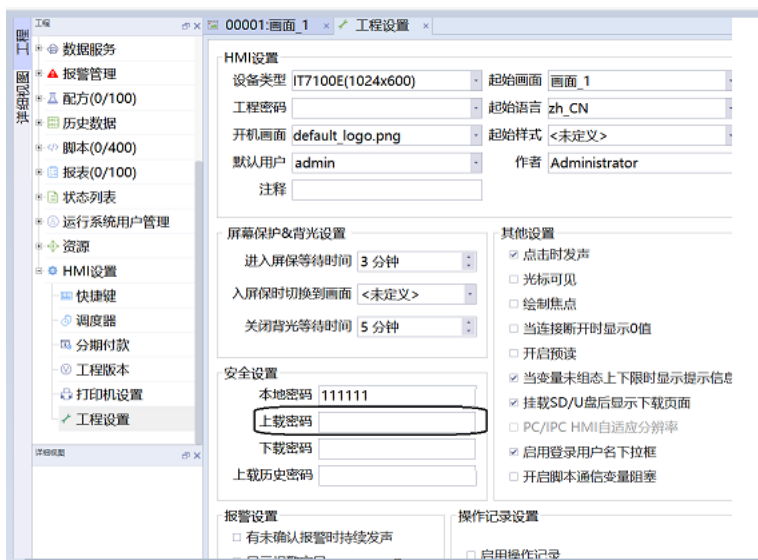 工程
工程
详细视图
数据服务
报警管理
配方(0/100)
历史数据
脚本(0/400)
报表(0/100)
状态列表
运行系统用户管理
资源
HMI设置
快捷键
调度器
分期付款
工程版本
打印机设置
工程设置
详细视图
00001:画面_1 × 工程设置 ×
HMI设置
设备类型 IT7100E(1024x600) 起始画面 画面_1
工程密码 起始语言 zh_CN
开机画面 default_logo.png 起始样式 <未定义>
默认用户 admin 作者 Administrator
注释
屏幕保护&背光设置
进入屏保等待时间 3 分钟
入屏保时切换到画面 <未定义>
关闭背光等待时间 5 分钟
其他设置
点击时发声
光标可见
绘制焦点
当连接断开时显示0值
开启预读
当变量未组态上下限时显示提示信息
挂载SD/U盘后显示下载页面
PC/IPC HMI自适应分辨率
启用登录用户名下拉框
开启脚本通信变量阻塞
安全设置
本地密码 111111
上载密码
下载密码
上载历史密码
报警设置
有未确认报警时持续发声
操作记录设置
启用操作记录